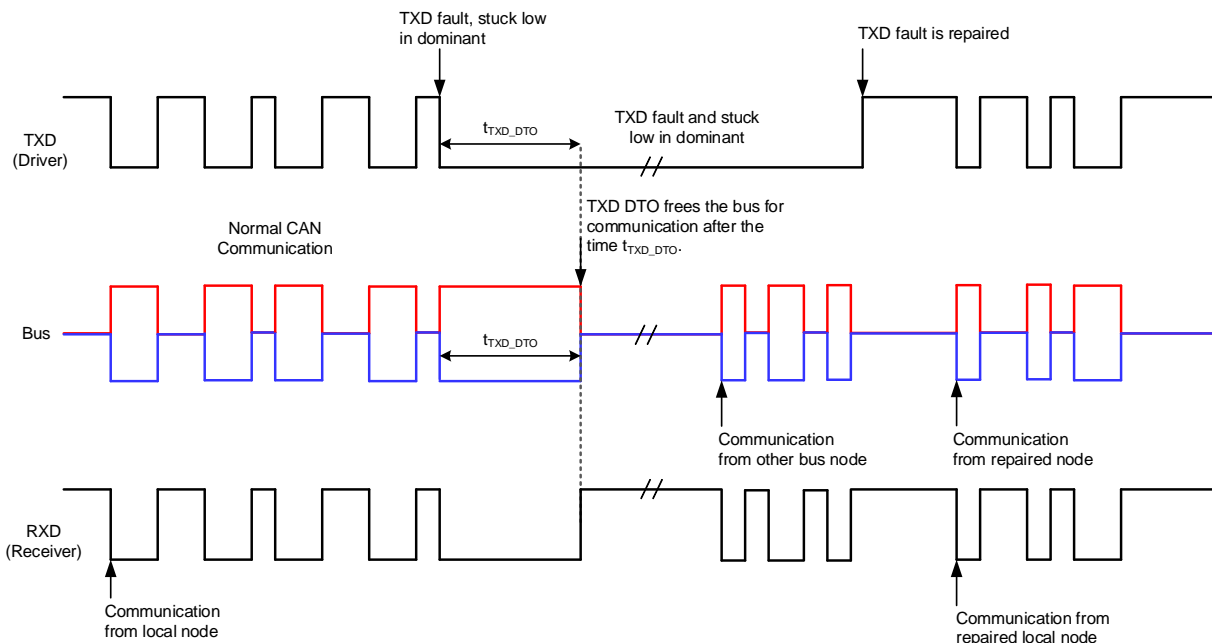 TXD fault, stuck low
in dominant
TXD fault is repaired
TXD
(Driver)
tTXD_DTO
TXD fault and stuck
low in dominant
TXD DTO frees the bus for
communication after the
time tTXD_DTO.
Normal CAN
Communication
Bus
tTXD_DTO
Communication
from other bus node
Communication
from repaired node
RXD
(Receiver)
Communication
from local node
Communication from
repaired local node